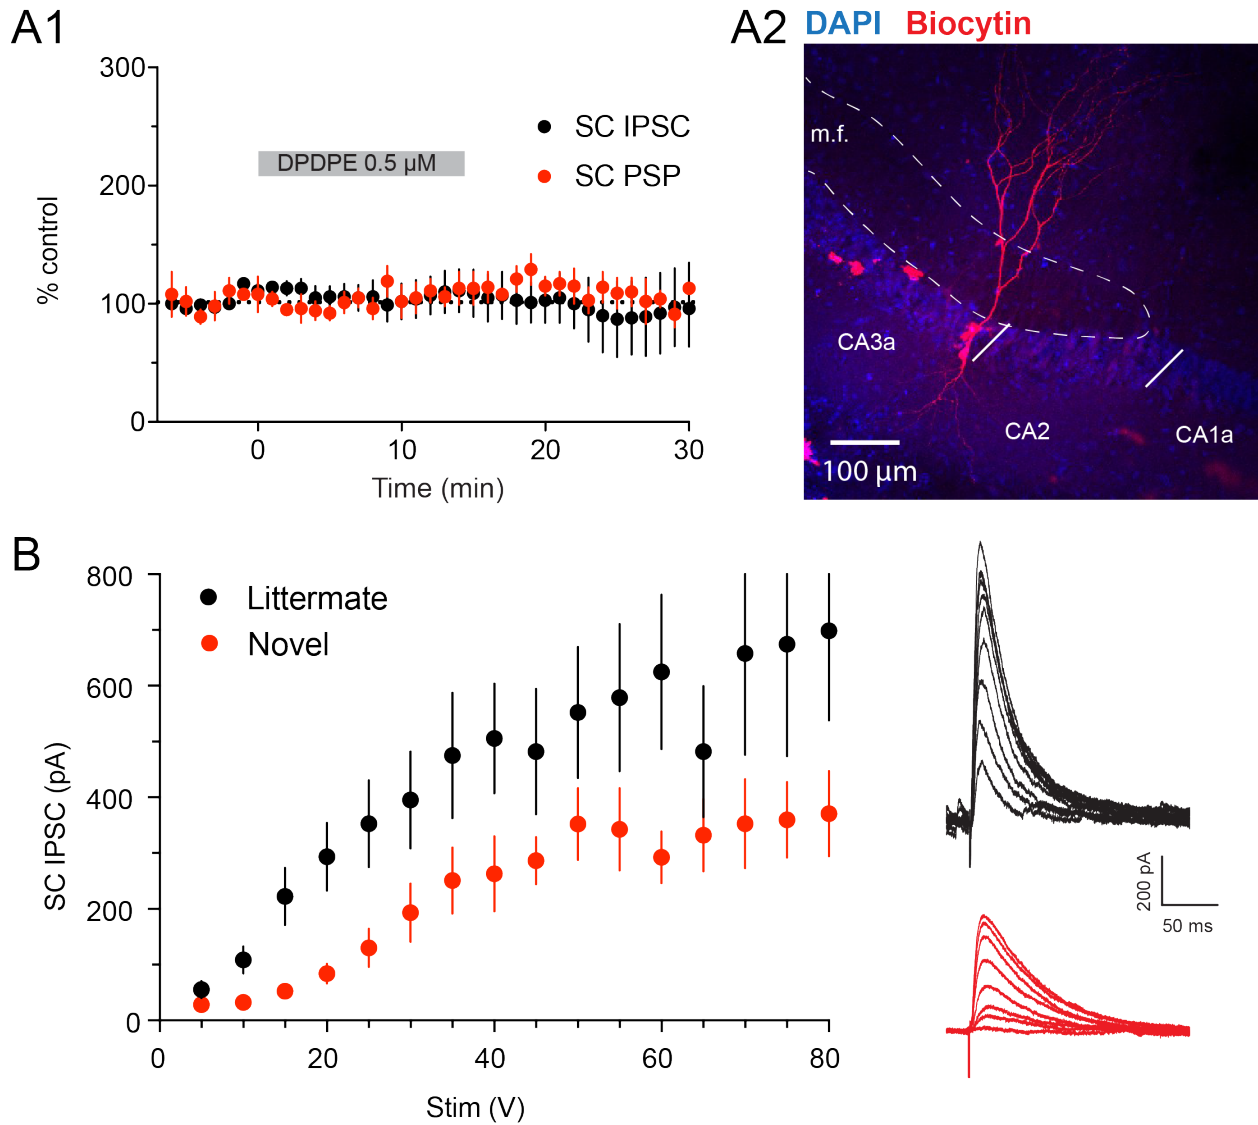 A1
300
200
100
0
% control
DPDPE 0.5 µM
SC IPSC
SC PSP
0 10 20 30
Time (min)
A2
DAPI Biocytin
m.f.
CA3a
CA2
CA1a
100 µm
B
800
600
400
200
0
SC IPSC (pA)
Littermate
Novel
0 20 40 60 80
Stim (V)
200 pA
50 ms